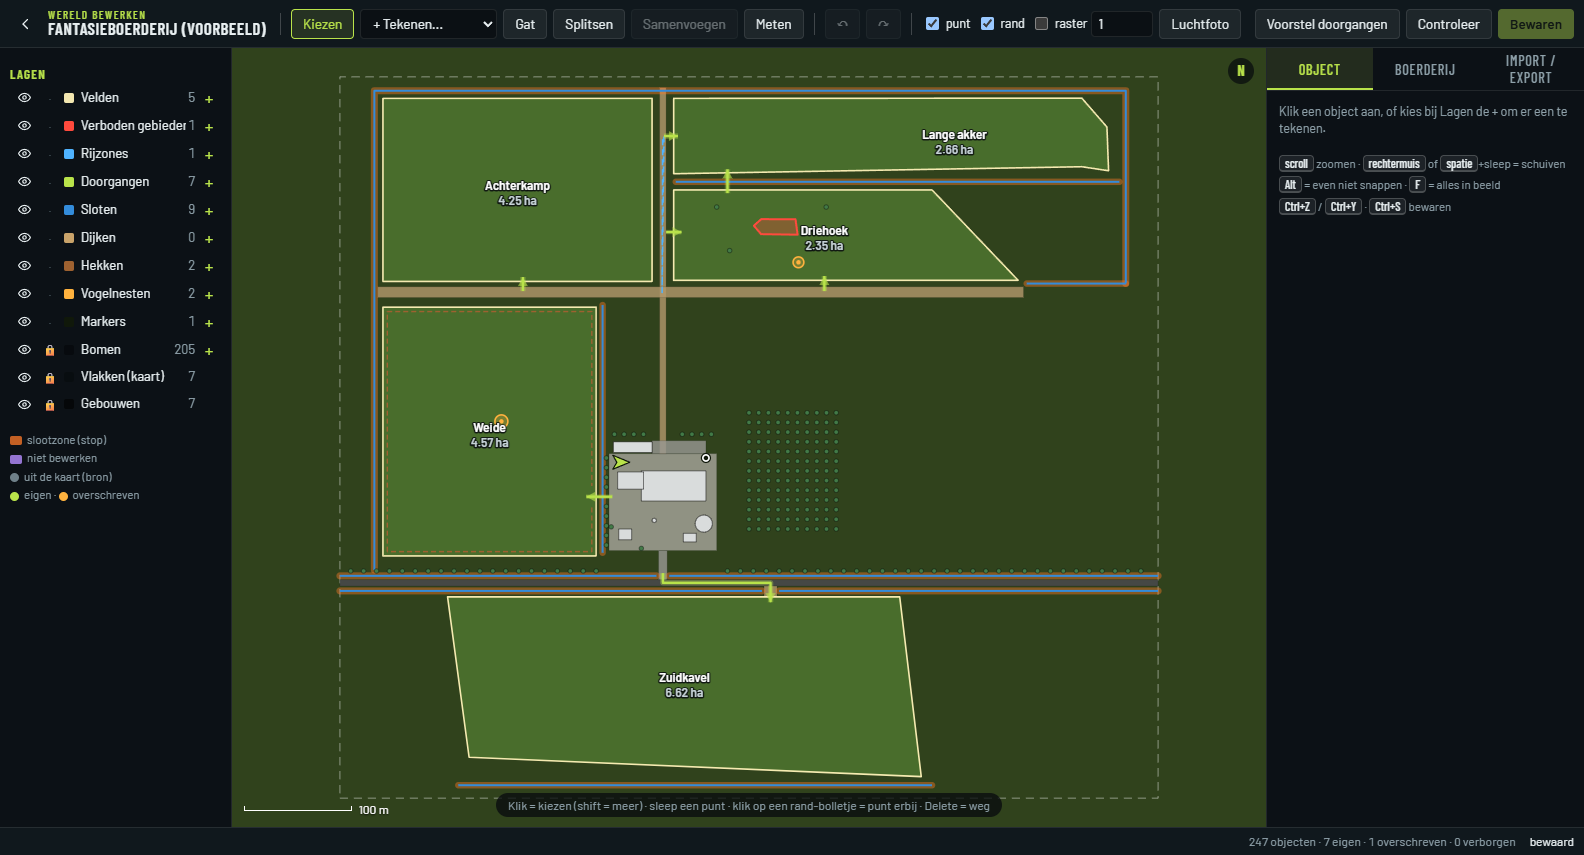 WERELD BEWERKEN
FANTASIEBOERDERIJ (VOORBEELD)
Kiezen
+ Tekenen...
Gat
Splitsen
Samenvoegen
Meten
punt
rand
raster
1
Luchtfoto
Voorstel doorgangen
Controleer
Bewaren
LAGEN
Velden 5 +
Verboden gebieden 1 +
Rijzones 1 +
Doorgangen 7 +
Sloten 9 +
Dijken 0 +
Hekken 2 +
Vogelnesten 2 +
Markers 1 +
Bomen 205 +
Vlakken (kaart) 7
Gebouwen 7
slootzone (stop)
niet bewerken
uit de kaart (bron)
eigen · overschreven
N
Achterkamp
4.25 ha
Lange akker
2.66 ha
Driehoek
2.35 ha
Weide
4.57 ha
Zuidkavel
6.62 ha
100 m
Klik = kiezen (shift = meer) · sleep een punt · klik op een rand-bolletje = punt erbij · Delete = weg
OBJECT
BOERDERIJ
IMPORT /
EXPORT
Klik een object aan, of kies bij Lagen de + om er een te
tekenen.
scroll zoomen · rechtermuis of spatie +sleep = schuiven
Alt = even niet snappen · F = alles in beeld
Ctrl+Z / Ctrl+Y · Ctrl+S bewaren
247 objecten · 7 eigen · 1 overschreven · 0 verborgen bewaard